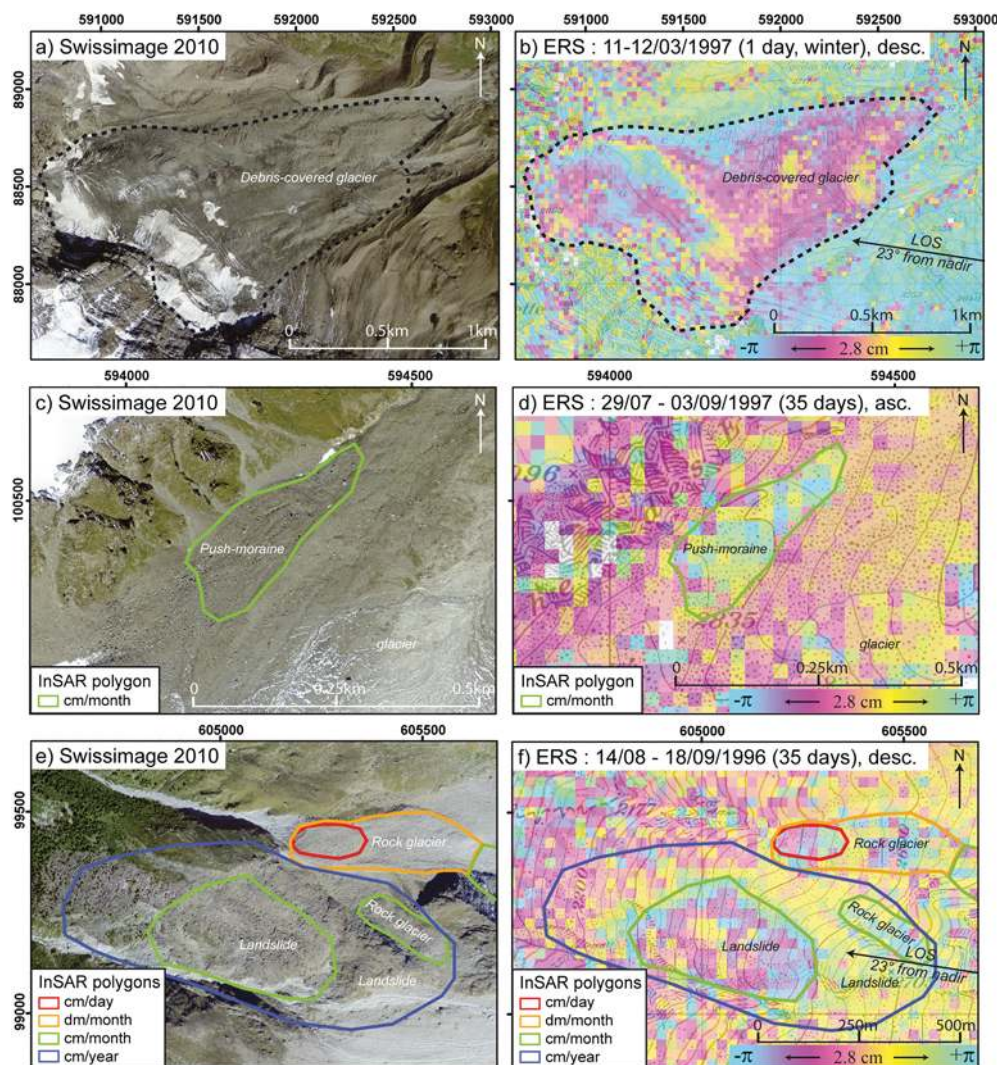 591000 591500 592000 592500 593000
591000 591500 592000 592500 593000
a) Swissimage 2010
N
89000
88500
88000
Debris-covered glacier
0 0.5km 1km
b) ERS : 11-12/03/1997 (1 day, winter), desc.
N
Debris-covered glacier
LOS
23° from nadir
0 0.5km 1km
-π 2.8 cm +π
594000 594500
594000 594500
c) Swissimage 2010
N
100500
Push-moraine
glacier
InSAR polygon
cm/month
0 0.25km 0.5km
d) ERS : 29/07 - 03/09/1997 (35 days), asc.
N
Push-moraine
2835
glacier
0 0.25km 0.5km
-π 2.8 cm +π
605000 605500
605000 605500
e) Swissimage 2010
N
99500
99000
Rock glacier
Rock glacier
Landslide
Landslide
InSAR polygons
cm/day
dm/month
cm/month
cm/year
f) ERS : 14/08 - 18/09/1996 (35 days), desc.
N
2177
Rock glacier
Rock glacier
Landslide
LOS
23° from nadir
Landslide
InSAR polygons
cm/day
dm/month
cm/month
cm/year
0 250m 500m
-π 2.8 cm +π